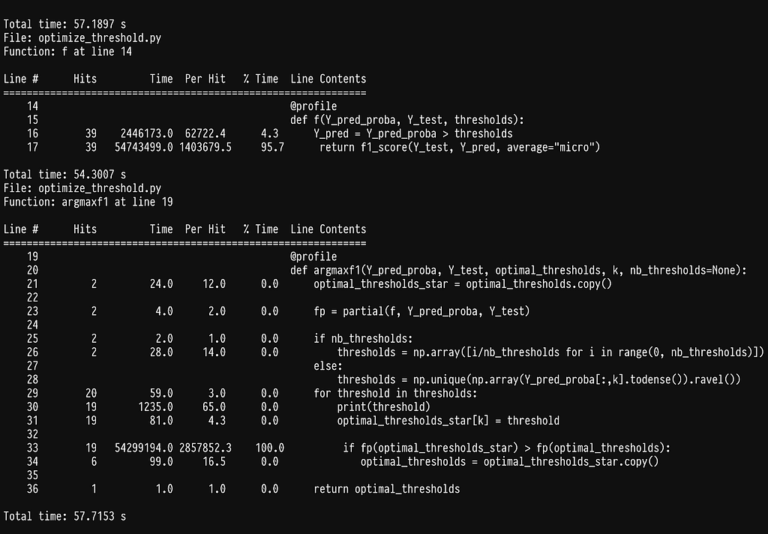 Total time: 57.1897 s
File: optimize_threshold.py
Function: f at line 14
Line #      Hits         Time  Per Hit   % Time  Line Contents
==============================================================
    14                                           @profile
    15                                           def f(Y_pred_proba, Y_test, thresholds):
    16        39    2446173.0  62722.4      4.3      Y_pred = Y_pred_proba > thresholds
    17        39   54743499.0 1403679.5     95.7      return f1_score(Y_test, Y_pred, average="micro")
Total time: 54.3007 s
File: optimize_threshold.py
Function: argmaxf1 at line 19
Line #      Hits         Time  Per Hit   % Time  Line Contents
==============================================================
    19                                           @profile
    20                                           def argmaxf1(Y_pred_proba, Y_test, optimal_thresholds, k, nb_thresholds=None):
    21         2         24.0     12.0      0.0      optimal_thresholds_star = optimal_thresholds.copy()
    22
    23         2          4.0      2.0      0.0      fp = partial(f, Y_pred_proba, Y_test)
    24
    25         2          2.0      1.0      0.0      if nb_thresholds:
    26         2         28.0     14.0      0.0          thresholds = np.array([i/nb_thresholds for i in range(0, nb_thresholds)])
    27                                               else:
    28                                                   thresholds = np.unique(np.array(Y_pred_proba[:,k].todense()).ravel())
    29        20         59.0      3.0      0.0      for threshold in thresholds:
    30        19       1235.0     65.0      0.0          print(threshold)
    31        19         81.0      4.3      0.0          optimal_thresholds_star[k] = threshold
    32
    33        19   54299194.0 2857852.3    100.0          if fp(optimal_thresholds_star) > fp(optimal_thresholds):
    34         6         99.0     16.5      0.0              optimal_thresholds = optimal_thresholds_star.copy()
    35
    36         1          1.0      1.0      0.0      return optimal_thresholds
Total time: 57.7153 s